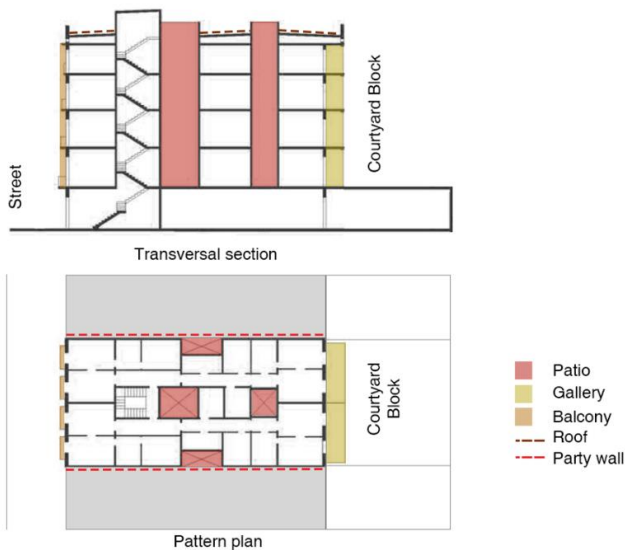 Street
Courtyard Block
Transversal section
Courtyard
Block
Pattern plan
Patio
Gallery
Balcony
Roof
Party wall